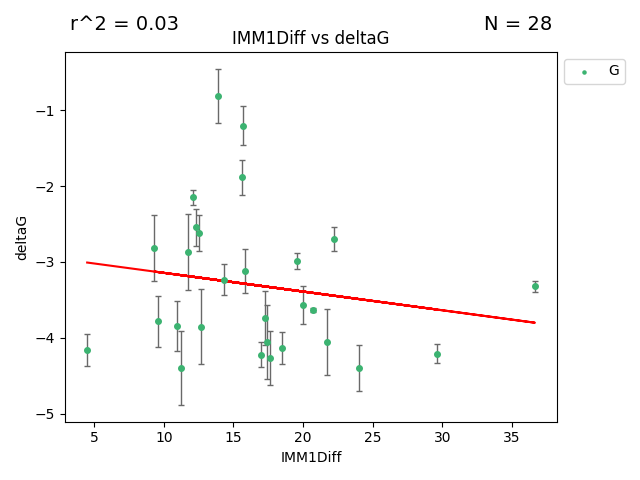 r^2 = 0.03
N = 28
IMM1Diff vs deltaG
G
−1
−2
−3
−4
−5
deltaG
5
10
15
20
25
30
35
IMM1Diff